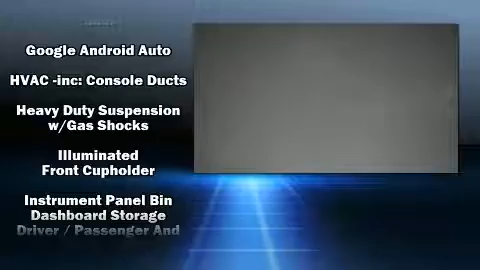 Google Android Auto
HVAC -inc: Console Ducts
Heavy Duty Suspension
w/Gas Shocks
Illuminated
Front Cupholder
Instrument Panel Bin
Dashboard Storage
Driver / Passenger And